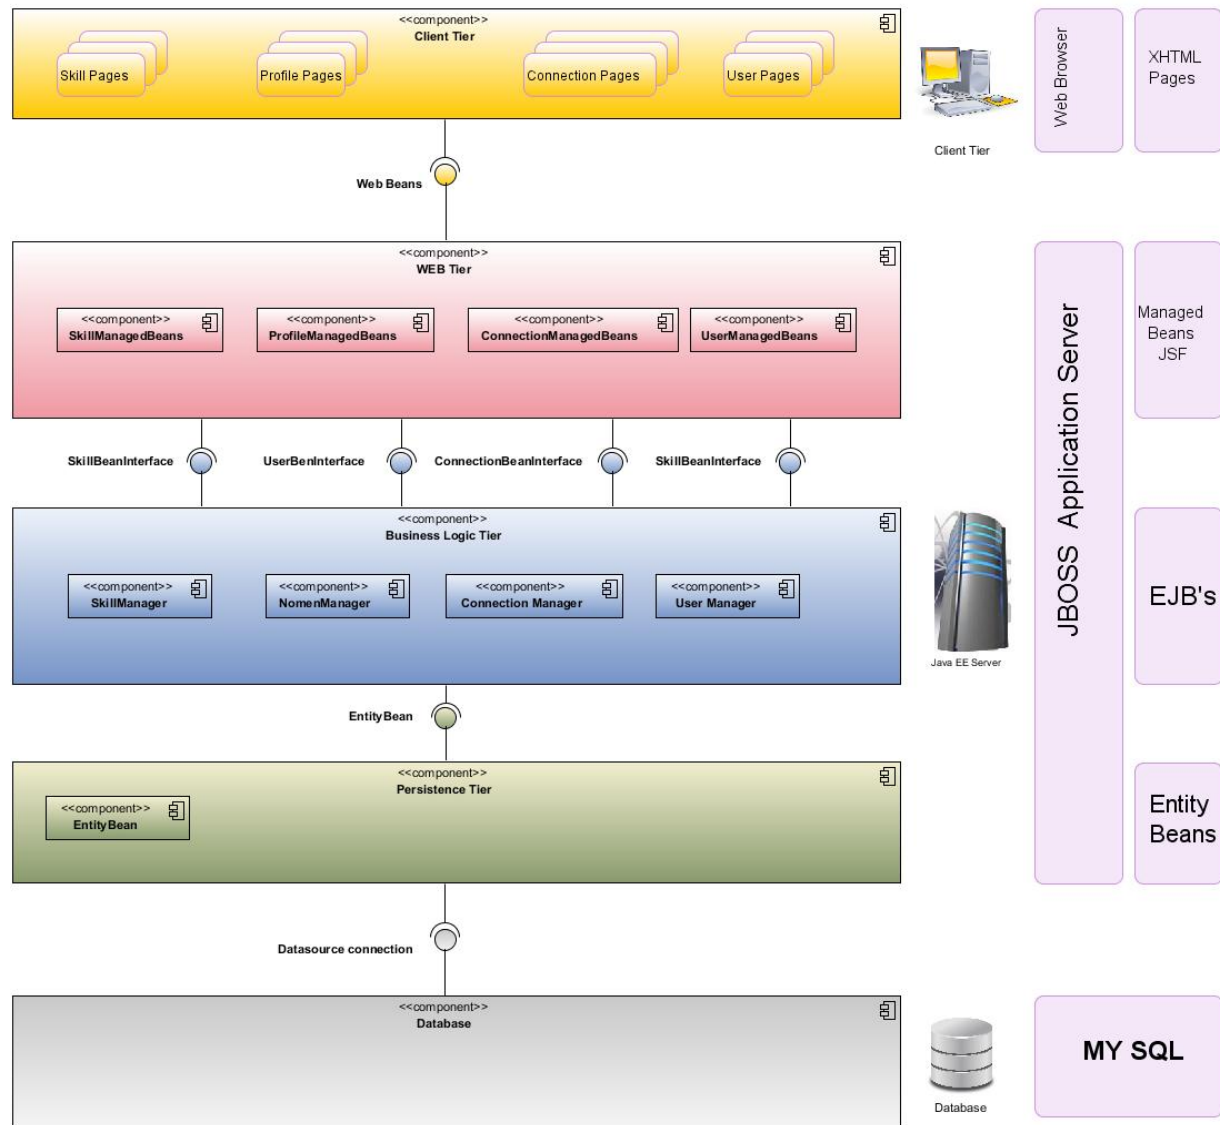 <<component>>
Client Tier
Skill Pages
Profile Pages
Connection Pages
User Pages
Client Tier
Web Browser
XHTML
Pages
Web Beans
<<component>>
WEB Tier
<<component>>
SkillManagedBeans
<<component>>
ProfileManagedBeans
<<component>>
ConnectionManagedBeans
<<component>>
UserManagedBeans
JBOSS Application Server
Managed
Beans
JSF
SkillBeanInterface
UserBenInterface
ConnectionBeanInterface
SkillBeanInterface
<<component>>
Business Logic Tier
<<component>>
SkillManager
<<component>>
NomenManager
<<component>>
Connection Manager
<<component>>
User Manager
Java EE Server
EJB's
EntityBean
<<component>>
Persistence Tier
<<component>>
EntityBean
Entity
Beans
Datasource connection
<<component>>
Database
Database
MY SQL